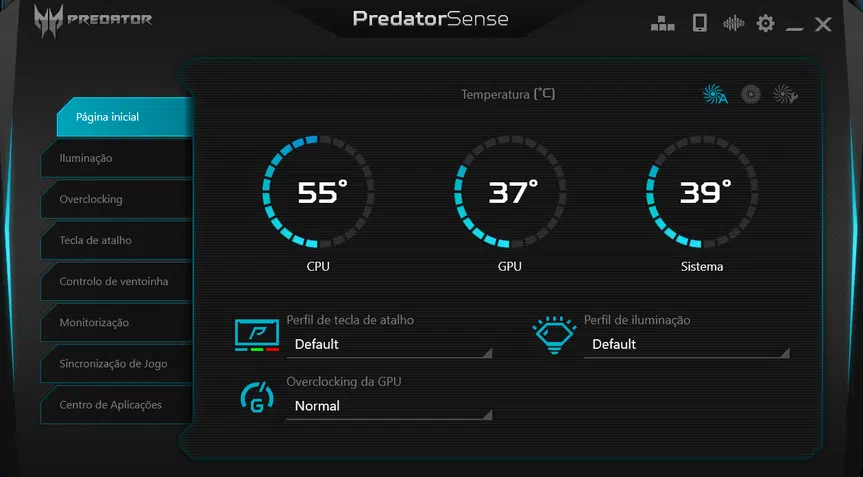 PREDATOR
PredatorSense
Página inicial
Iluminação
Overclocking
Tecla de atalho
Controlo de ventoinha
Monitorização
Sincronização de Jogo
Centro de Aplicações
Temperatura (°C)
A
55°
37°
39°
CPU
GPU
Sistema
Perfil de tecla de atalho
Default
Perfil de iluminação
Default
G
Overclocking da GPU
Normal